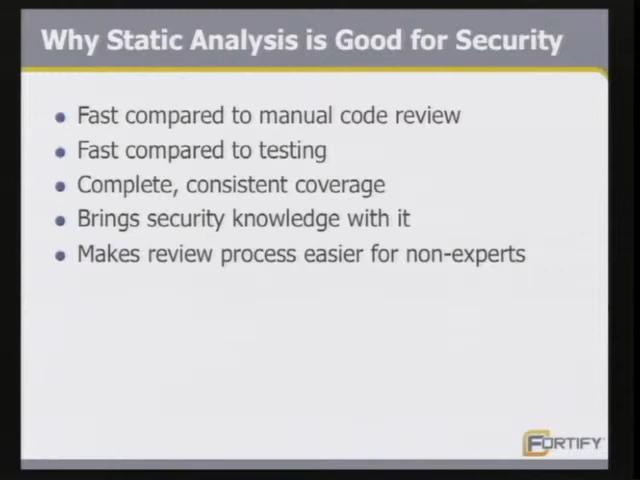 Why Static Analysis is Good for Security
Fast compared to manual code review
Fast compared to testing
Complete, consistent coverage
Brings security knowledge with it
Makes review process easier for non-experts
FORTIFY